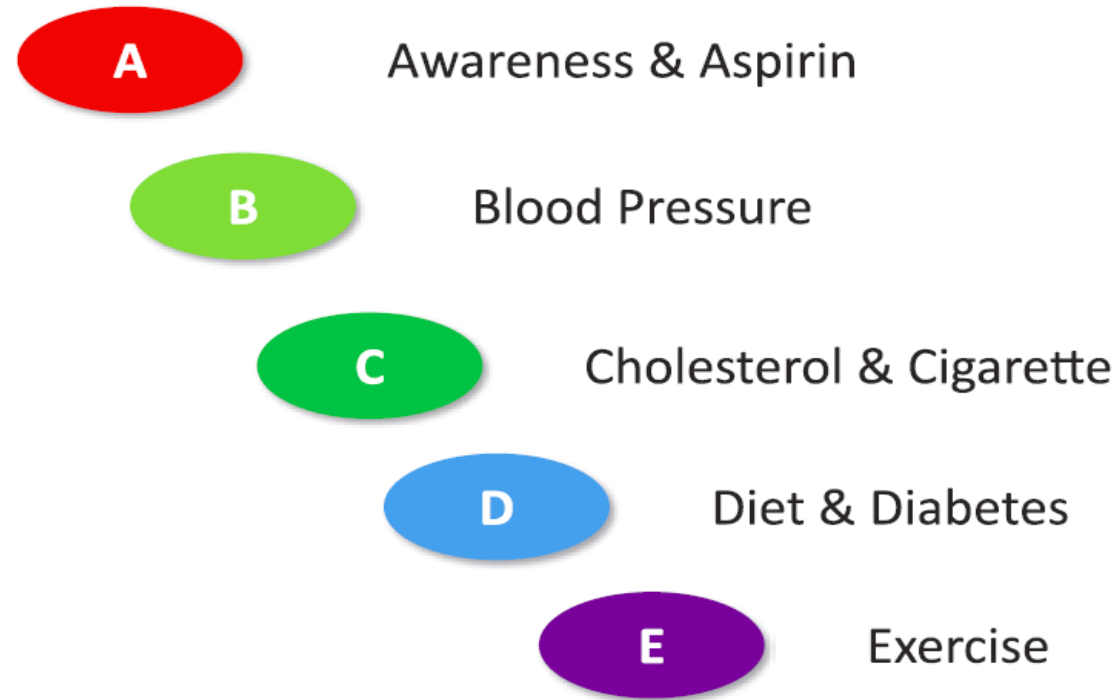 A Awareness & Aspirin
B Blood Pressure
C Cholesterol & Cigarette
D Diet & Diabetes
E Exercise